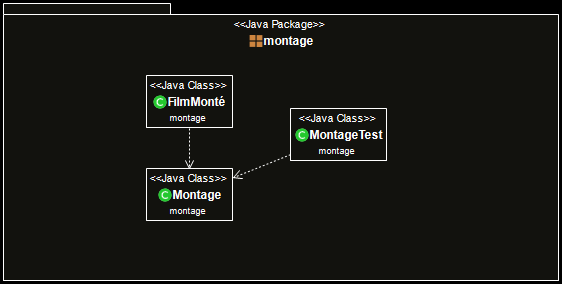 <<Java Package>>
montage
<<Java Class>>
FilmMonté
montage
<<Java Class>>
MontageTest
montage
<<Java Class>>
Montage
montage